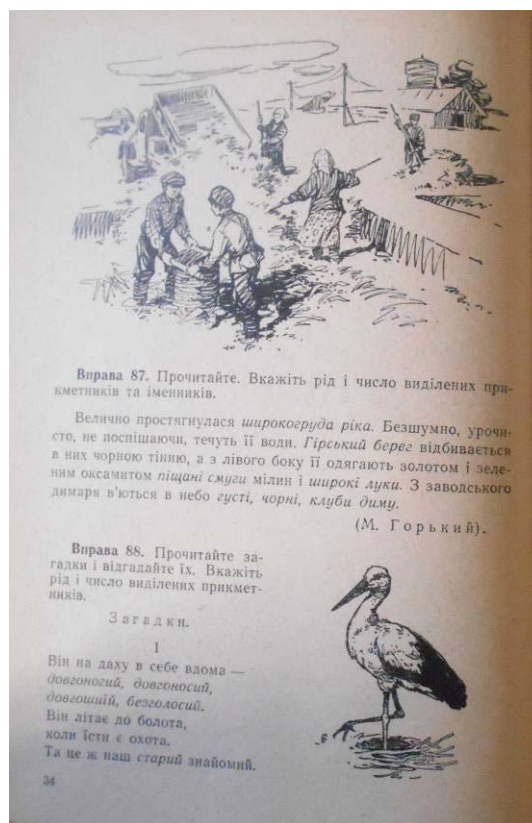 Вправа 87. Прочитайте. Вкажіть рід і число виділених при-
кметників та іменників.
Велично простягнулася широкогруда ріка. Безшумно, урочи-
сто, не поспішаючи, течуть її води. Гірський берег відбивається
в них чорною тінню, а з лівого боку її одягають золотом і зеле-
ним оксамитом піщані смуги мілин і широкі луки. З заводського
димаря в'ються в небо густі, чорні, клуби диму.
(М. Горький).
Вправа 88. Прочитайте за-
гадки і відгадайте їх. Вкажіть
рід і число виділених прикмет-
ників.
Загадки.
1
Він на даху в себе вдома —
довгоногий, довгоносий,
довгошиїй, безголосий.
Він літає до болота,
коли їсти є охота.
Та це ж наш старий знайомий.
34